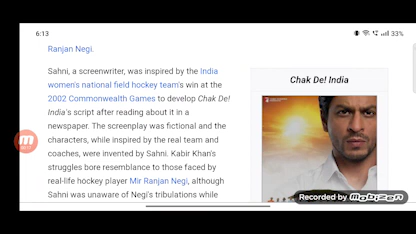 6:13
33%
Ranjan Negi.
Sahni, a screenwriter, was inspired by the India
women's national field hockey team's win at the
2002 Commonwealth Games to develop Chak De!
India's script after reading about it in a
newspaper. The screenplay was fictional and the
characters, while inspired by the real team and
coaches, were invented by Sahni. Kabir Khan's
struggles bore resemblance to those faced by
real-life hockey player Mir Ranjan Negi, although
Sahni was unaware of Negi's tribulations while
Chak De! India
Recorded by Mobizen